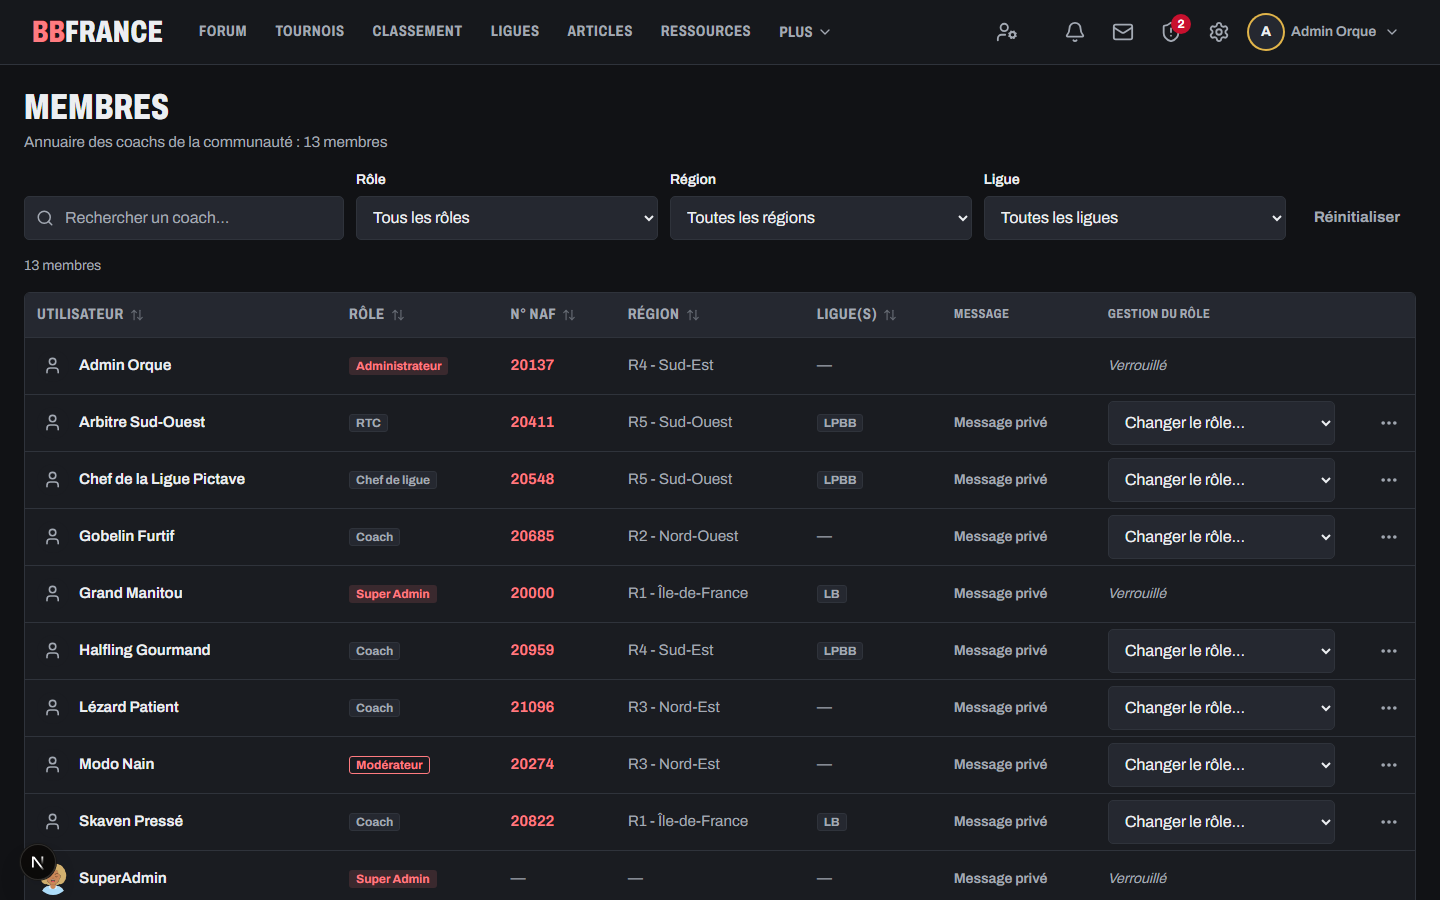 BBFRANCE FORUM TOURNOIS CLASSEMENT LIGUES ARTICLES RESSOURCES PLUS 2 A Admin Orque
MEMBRES
Annuaire des coachs de la communauté : 13 membres
Rôle Région Ligue
Rechercher un coach... Tous les rôles Toutes les régions Toutes les ligues Réinitialiser
13 membres
UTILISATEUR RÔLE N° NAF RÉGION LIGUE(S) MESSAGE GESTION DU RÔLE
Admin Orque Administrateur 20137 R4 - Sud-Est — Verrouillé
Arbitre Sud-Ouest RTC 20411 R5 - Sud-Ouest LPBB Message privé Changer le rôle... ...
Chef de la Ligue Pictave Chef de ligue 20548 R5 - Sud-Ouest LPBB Message privé Changer le rôle... ...
Gobelin Furtif Coach 20685 R2 - Nord-Ouest — Message privé Changer le rôle... ...
Grand Manitou Super Admin 20000 R1 - Île-de-France LB Message privé Verrouillé
Halfling Gourmand Coach 20959 R4 - Sud-Est LPBB Message privé Changer le rôle... ...
Lézard Patient Coach 21096 R3 - Nord-Est — Message privé Changer le rôle... ...
Modo Nain Modérateur 20274 R3 - Nord-Est — Message privé Changer le rôle... ...
Skaven Pressé Coach 20822 R1 - Île-de-France LB Message privé Changer le rôle... ...
N SuperAdmin Super Admin — — — Message privé Verrouillé